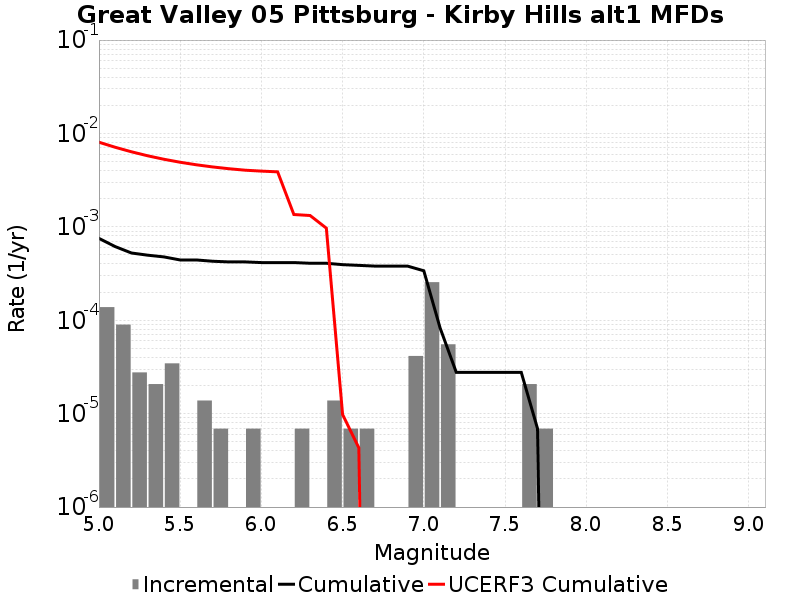 Great Valley 05 Pittsburg - Kirby Hills alt1 MFDs
10-1
10-2
10-3
10-4
10-5
10-6
Rate (1/yr)
5.0 5.5 6.0 6.5 7.0 7.5 8.0 8.5 9.0
Magnitude
Incremental Cumulative UCERF3 Cumulative